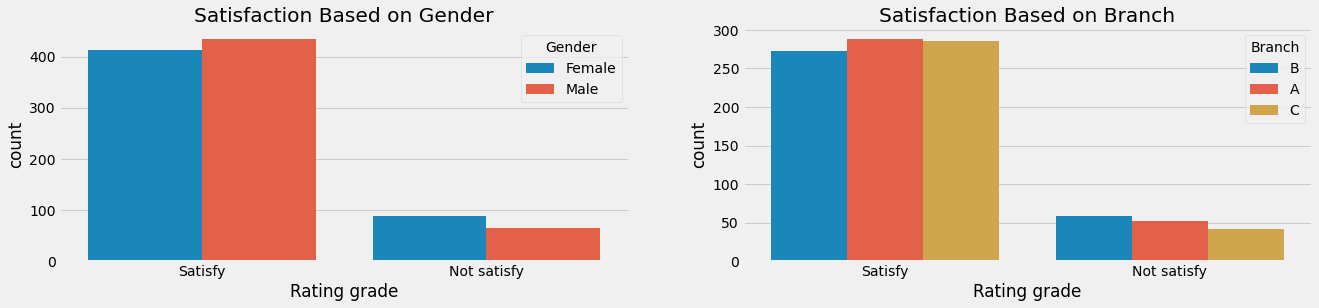 Satisfaction Based on Gender
count
400
300
200
100
0
Gender
Female
Male
Satisfy
Not satisfy
Rating grade
Satisfaction Based on Branch
count
300
250
200
150
100
50
0
Branch
B
A
C
Satisfy
Not satisfy
Rating grade